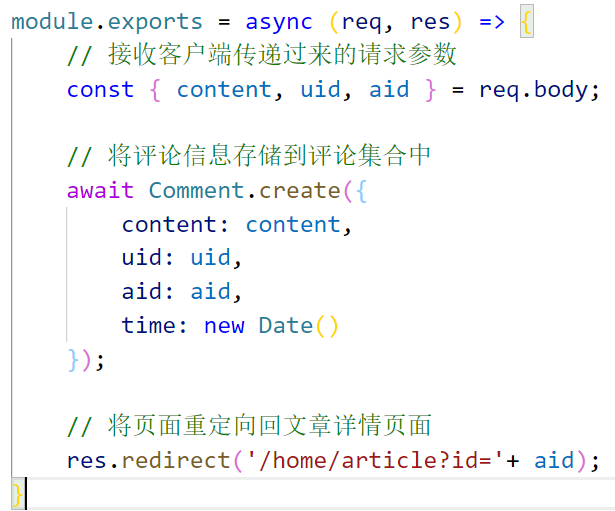 module.exports = async (req, res) => {
    // 接收客户端传递过来的请求参数
    const { content, uid, aid } = req.body;

    // 将评论信息存储到评论集合中
    await Comment.create({
        content: content,
        uid: uid,
        aid: aid,
        time: new Date()
    });

    // 将页面重定向回文章详情页面
    res.redirect('/home/article?id='+ aid);
}